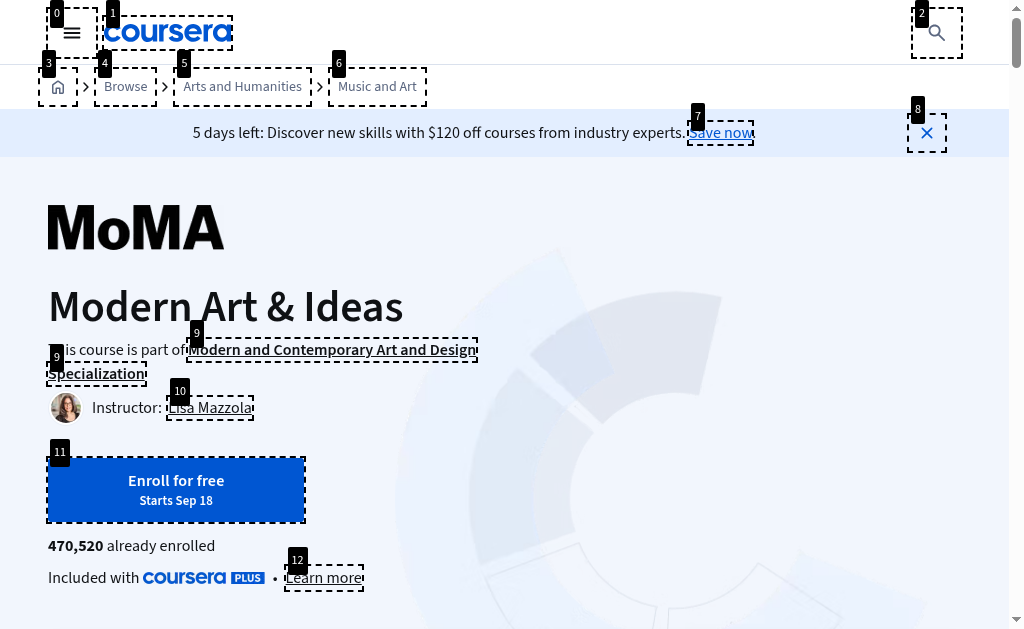 coursera
Browse
Arts and Humanities
Music and Art
5 days left: Discover new skills with $120 off courses from industry experts. Save now
MoMA
Modern Art & Ideas
This course is part of Modern and Contemporary Art and Design
Specialization
Instructor: Lisa Mazzola
Enroll for free
Starts Sep 18
470,520 already enrolled
Included with coursera PLUS • Learn more
0
1
2
3
4
5
6
7
8
9
9
10
11
12